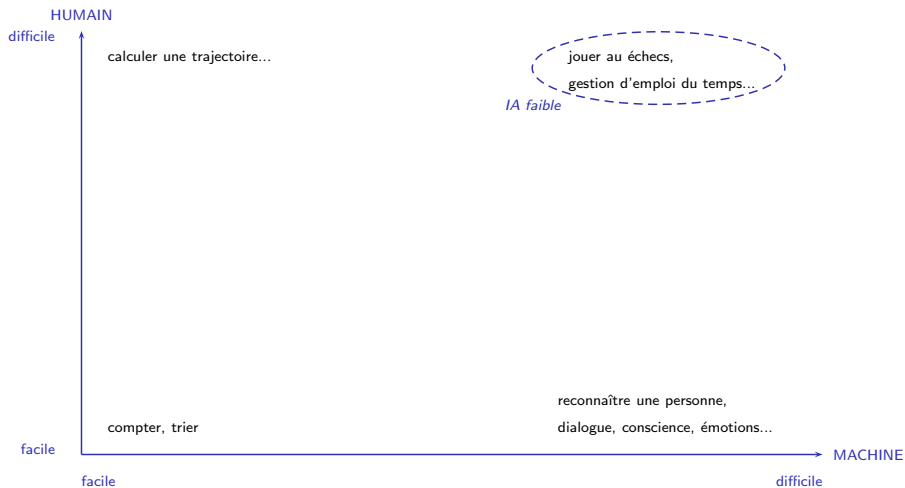 HUMAIN
difficile
calculer une trajectoire...
jouer au échecs,
gestion d'emploi du temps...
IA faible
reconnaître une personne,
compter, trier
dialogue, conscience, émotions...
facile
MACHINE
facile
difficile